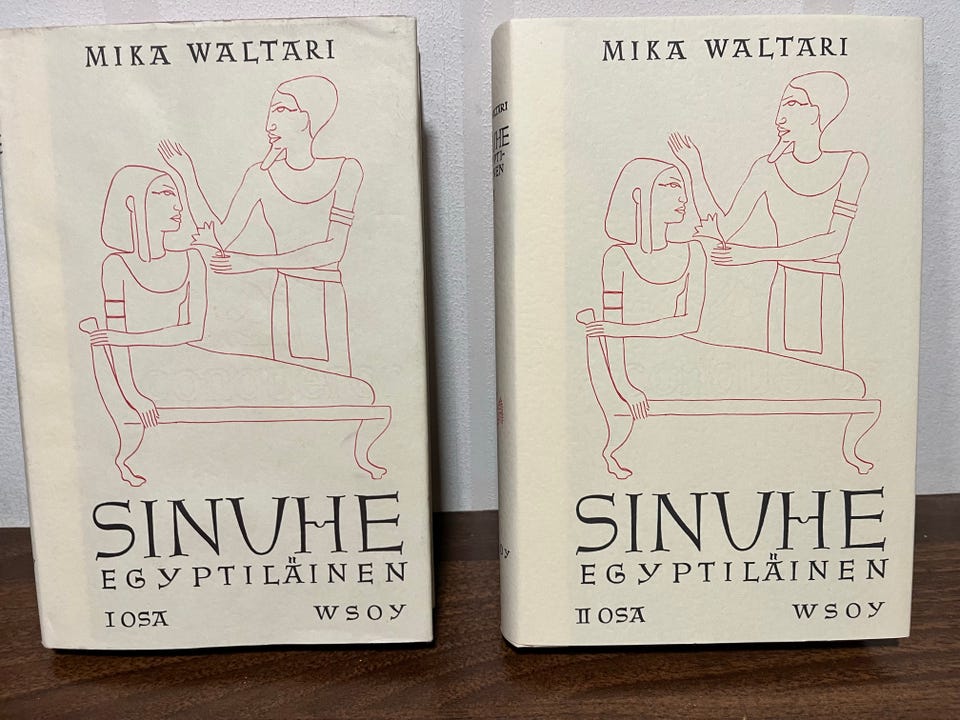 MIKA WALTARI
SINUHE
EGYPTILÄINEN
I OSA WSOY
MIKA WALTARI
SINUHE
EGYPTILÄINEN
II OSA WSOY